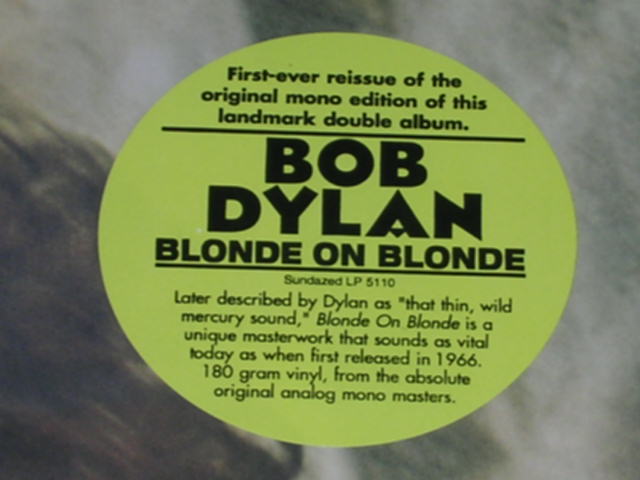 First-ever reissue of the
original mono edition of this
landmark double album.
BOB
DYLAN
BLONDE ON BLONDE
Sundazed LP 5110
Later described by Dylan as "that thin, wild
mercury sound," Blonde On Blonde is a
unique masterwork that sounds as vital
today as when first released in 1966.
180 gram vinyl, from the absolute
original analog mono masters.